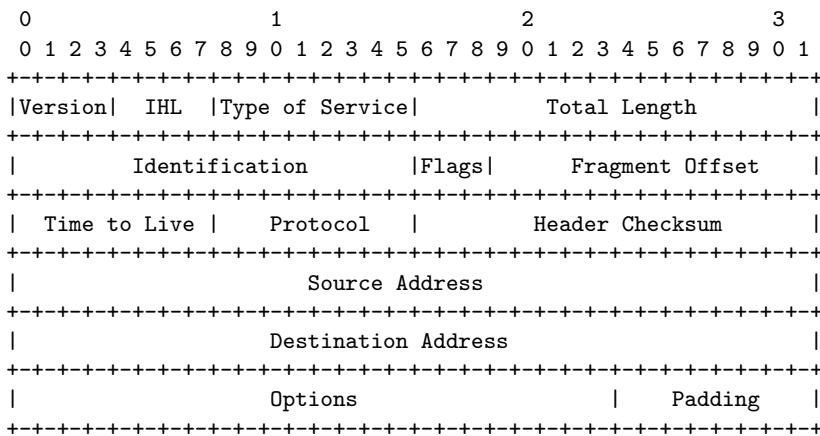 0                   1                   2                   3
 0 1 2 3 4 5 6 7 8 9 0 1 2 3 4 5 6 7 8 9 0 1 2 3 4 5 6 7 8 9 0 1
+-+-+-+-+-+-+-+-+-+-+-+-+-+-+-+-+-+-+-+-+-+-+-+-+-+-+-+-+-+-+-+-+
|Version|  IHL  |Type of Service|          Total Length         |
+-+-+-+-+-+-+-+-+-+-+-+-+-+-+-+-+-+-+-+-+-+-+-+-+-+-+-+-+-+-+-+-+
|         Identification        |Flags|      Fragment Offset    |
+-+-+-+-+-+-+-+-+-+-+-+-+-+-+-+-+-+-+-+-+-+-+-+-+-+-+-+-+-+-+-+-+
|  Time to Live |    Protocol   |         Header Checksum       |
+-+-+-+-+-+-+-+-+-+-+-+-+-+-+-+-+-+-+-+-+-+-+-+-+-+-+-+-+-+-+-+-+
|                       Source Address                          |
+-+-+-+-+-+-+-+-+-+-+-+-+-+-+-+-+-+-+-+-+-+-+-+-+-+-+-+-+-+-+-+-+
|                    Destination Address                        |
+-+-+-+-+-+-+-+-+-+-+-+-+-+-+-+-+-+-+-+-+-+-+-+-+-+-+-+-+-+-+-+-+
|                    Options                    |    Padding    |
+-+-+-+-+-+-+-+-+-+-+-+-+-+-+-+-+-+-+-+-+-+-+-+-+-+-+-+-+-+-+-+-+